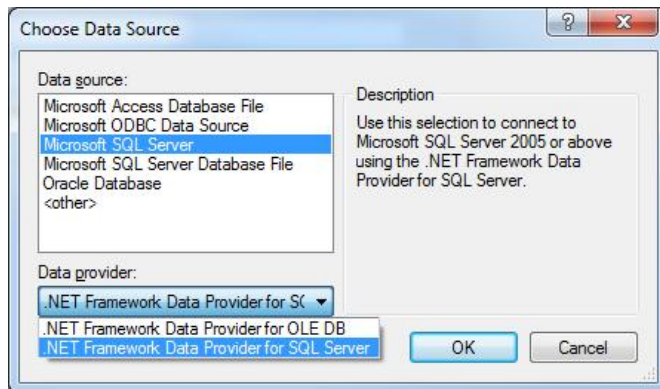 Choose Data Source
Data source:
Microsoft Access Database File
Microsoft ODBC Data Source
Microsoft SQL Server
Microsoft SQL Server Database File
Oracle Database
<other>
Description
Use this selection to connect to
Microsoft SQL Server 2005 or above
using the .NET Framework Data
Provider for SQL Server.
Data provider:
.NET Framework Data Provider for SQ
.NET Framework Data Provider for OLE DB
.NET Framework Data Provider for SQL Server
OK
Cancel